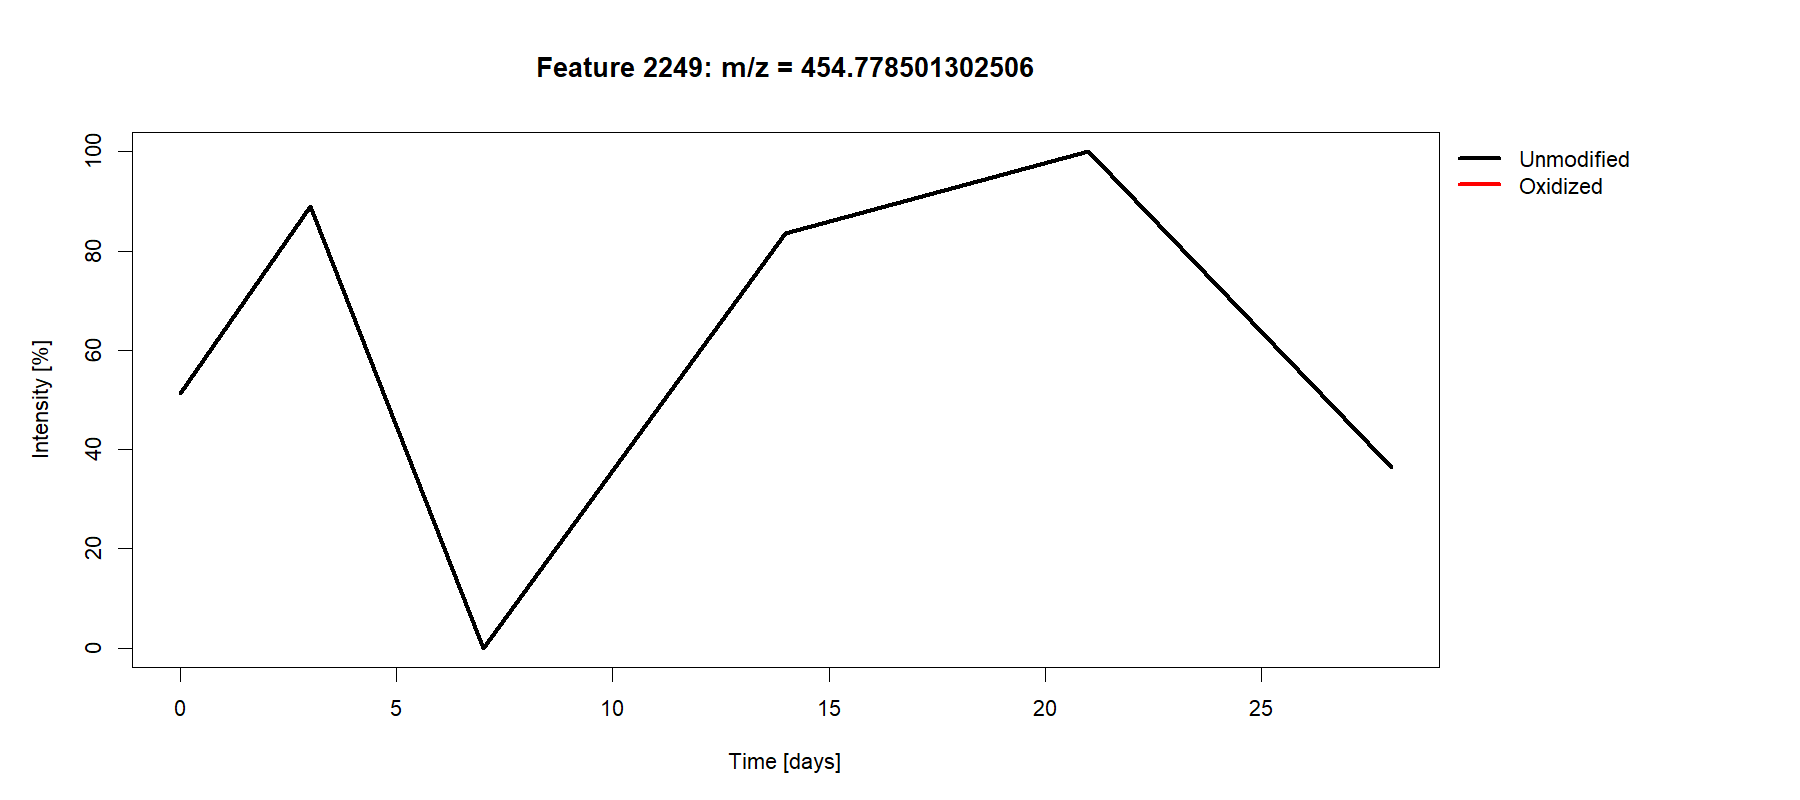 Feature 2249: m/z = 454.778501302506
Unmodified
Oxidized
Intensity [%]
100
80
60
40
20
0
0 5 10 15 20 25
Time [days]